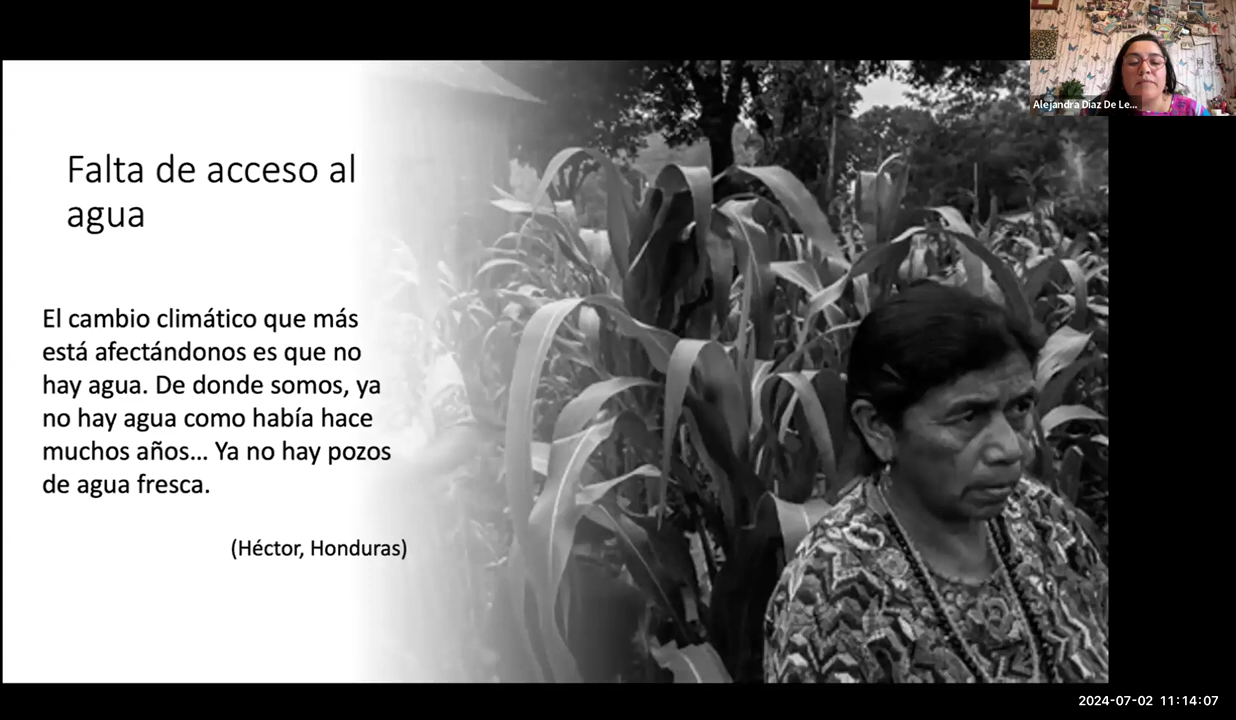 Alejandra Diaz De Le...
Falta de acceso al
agua
El cambio climático que más
está afectándonos es que no
hay agua. De donde somos, ya
no hay agua como había hace
muchos años... Ya no hay pozos
de agua fresca.
(Héctor, Honduras)
2024-07-02 11:14:07